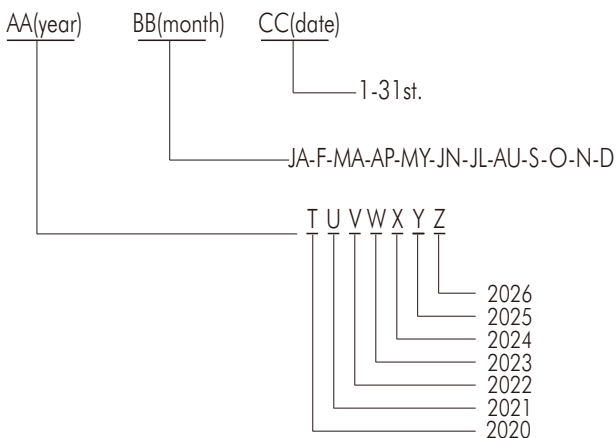 AA(year) BB(month) CC(date)
1-31st.
JA-F-MA-AP-MY-JN-JL-AU-S-O-N-D
T U V W X Y Z
2026
2025
2024
2023
2022
2021
2020